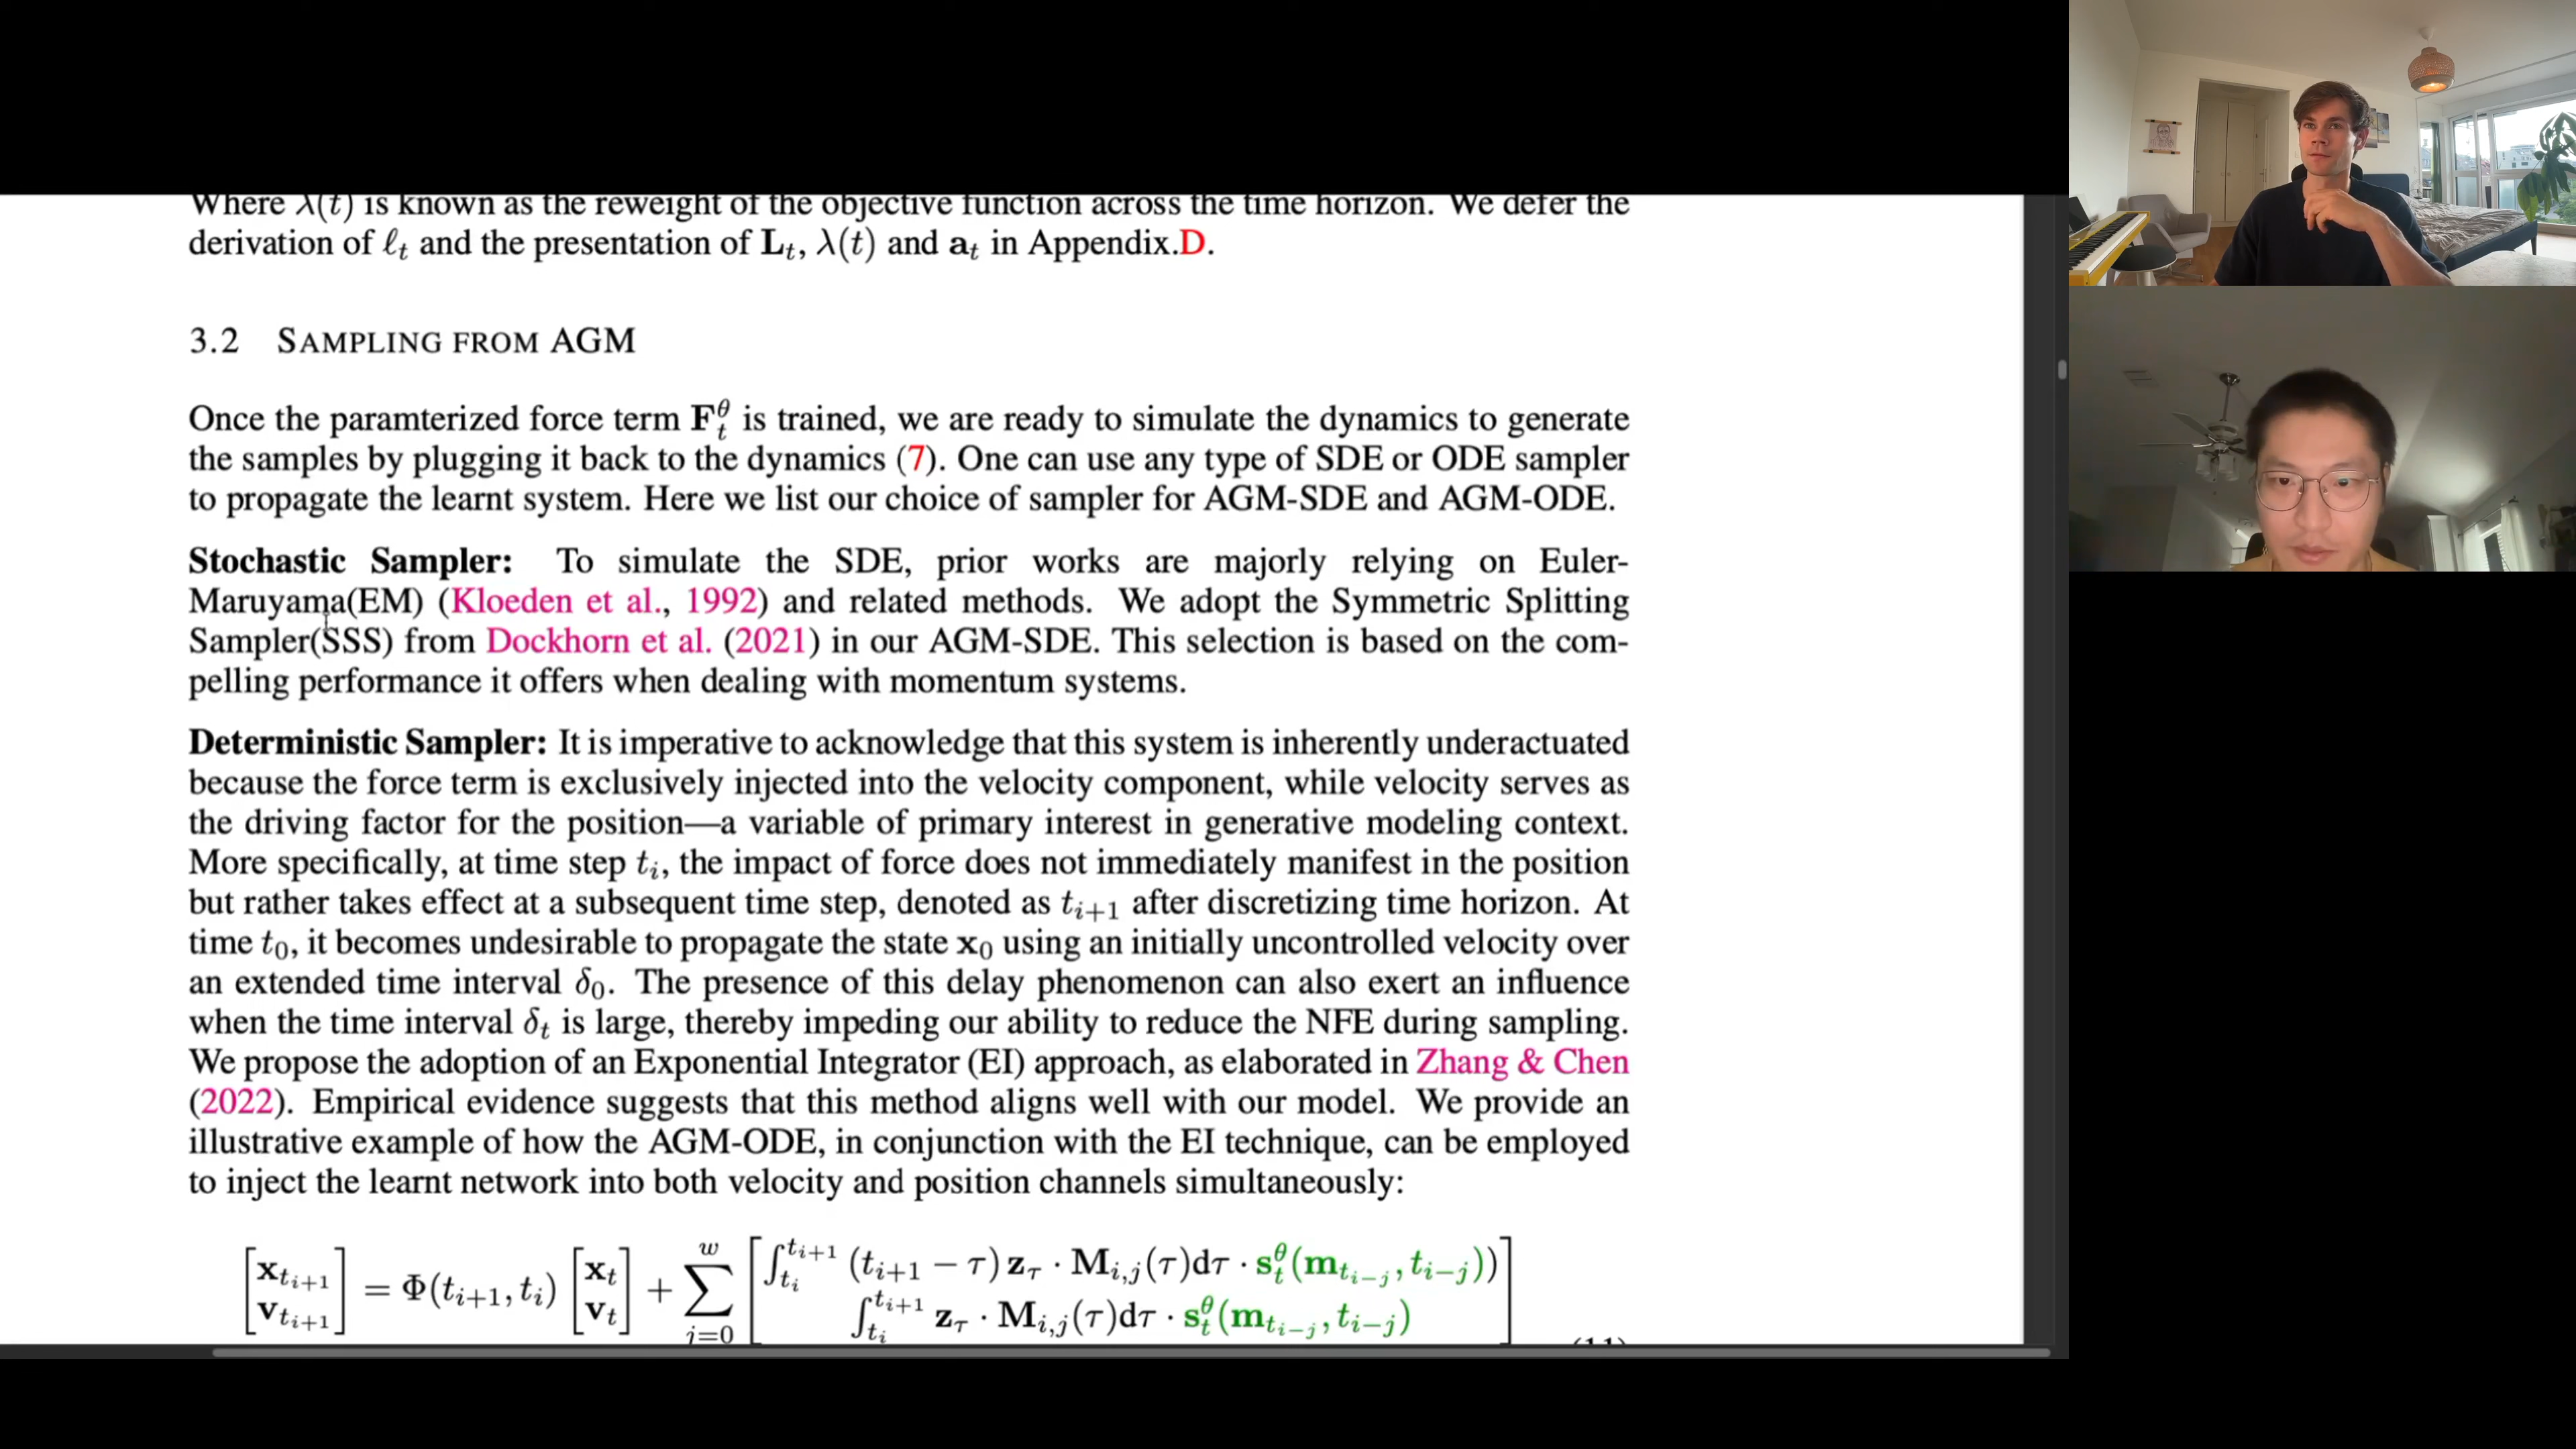 Where λ(t) is known as the reweight of the objective function across the time horizon. We defer the
derivation of ℓₜ and the presentation of Lₜ, λ(t) and aₜ in Appendix.D.
3.2 SAMPLING FROM AGM
Once the paramterized force term F_t^θ is trained, we are ready to simulate the dynamics to generate
the samples by plugging it back to the dynamics (7). One can use any type of SDE or ODE sampler
to propagate the learnt system. Here we list our choice of sampler for AGM-SDE and AGM-ODE.
Stochastic Sampler: To simulate the SDE, prior works are majorly relying on Euler-
Maruyama(EM) (Kloeden et al., 1992) and related methods. We adopt the Symmetric Splitting
Sampler(SSS) from Dockhorn et al. (2021) in our AGM-SDE. This selection is based on the com-
pelling performance it offers when dealing with momentum systems.
Deterministic Sampler: It is imperative to acknowledge that this system is inherently underactuated
because the force term is exclusively injected into the velocity component, while velocity serves as
the driving factor for the position—a variable of primary interest in generative modeling context.
More specifically, at time step t_i, the impact of force does not immediately manifest in the position
but rather takes effect at a subsequent time step, denoted as t_{i+1} after discretizing time horizon. At
time t_0, it becomes undesirable to propagate the state x_0 using an initially uncontrolled velocity over
an extended time interval δ_0. The presence of this delay phenomenon can also exert an influence
when the time interval δ_t is large, thereby impeding our ability to reduce the NFE during sampling.
We propose the adoption of an Exponential Integrator (EI) approach, as elaborated in Zhang & Chen
(2022). Empirical evidence suggests that this method aligns well with our model. We provide an
illustrative example of how the AGM-ODE, in conjunction with the EI technique, can be employed
to inject the learnt network into both velocity and position channels simultaneously:
[x_{t_{i+1}} v_{t_{i+1}}] = Φ(t_{i+1}, t_i) [x_t v_t] + ∑_{j=0}^{w} [∫_{t_i}^{t_{i+1}} (t_{i+1} − τ) z_τ · M_{i,j}(τ)dτ · s_t^θ(m_{t_{i−j}}, t_{i−j}))
∫_{t_i}^{t_{i+1}} z_τ · M_{i,j}(τ)dτ · s_t^θ(m_{t_{i−j}}, t_{i−j})]